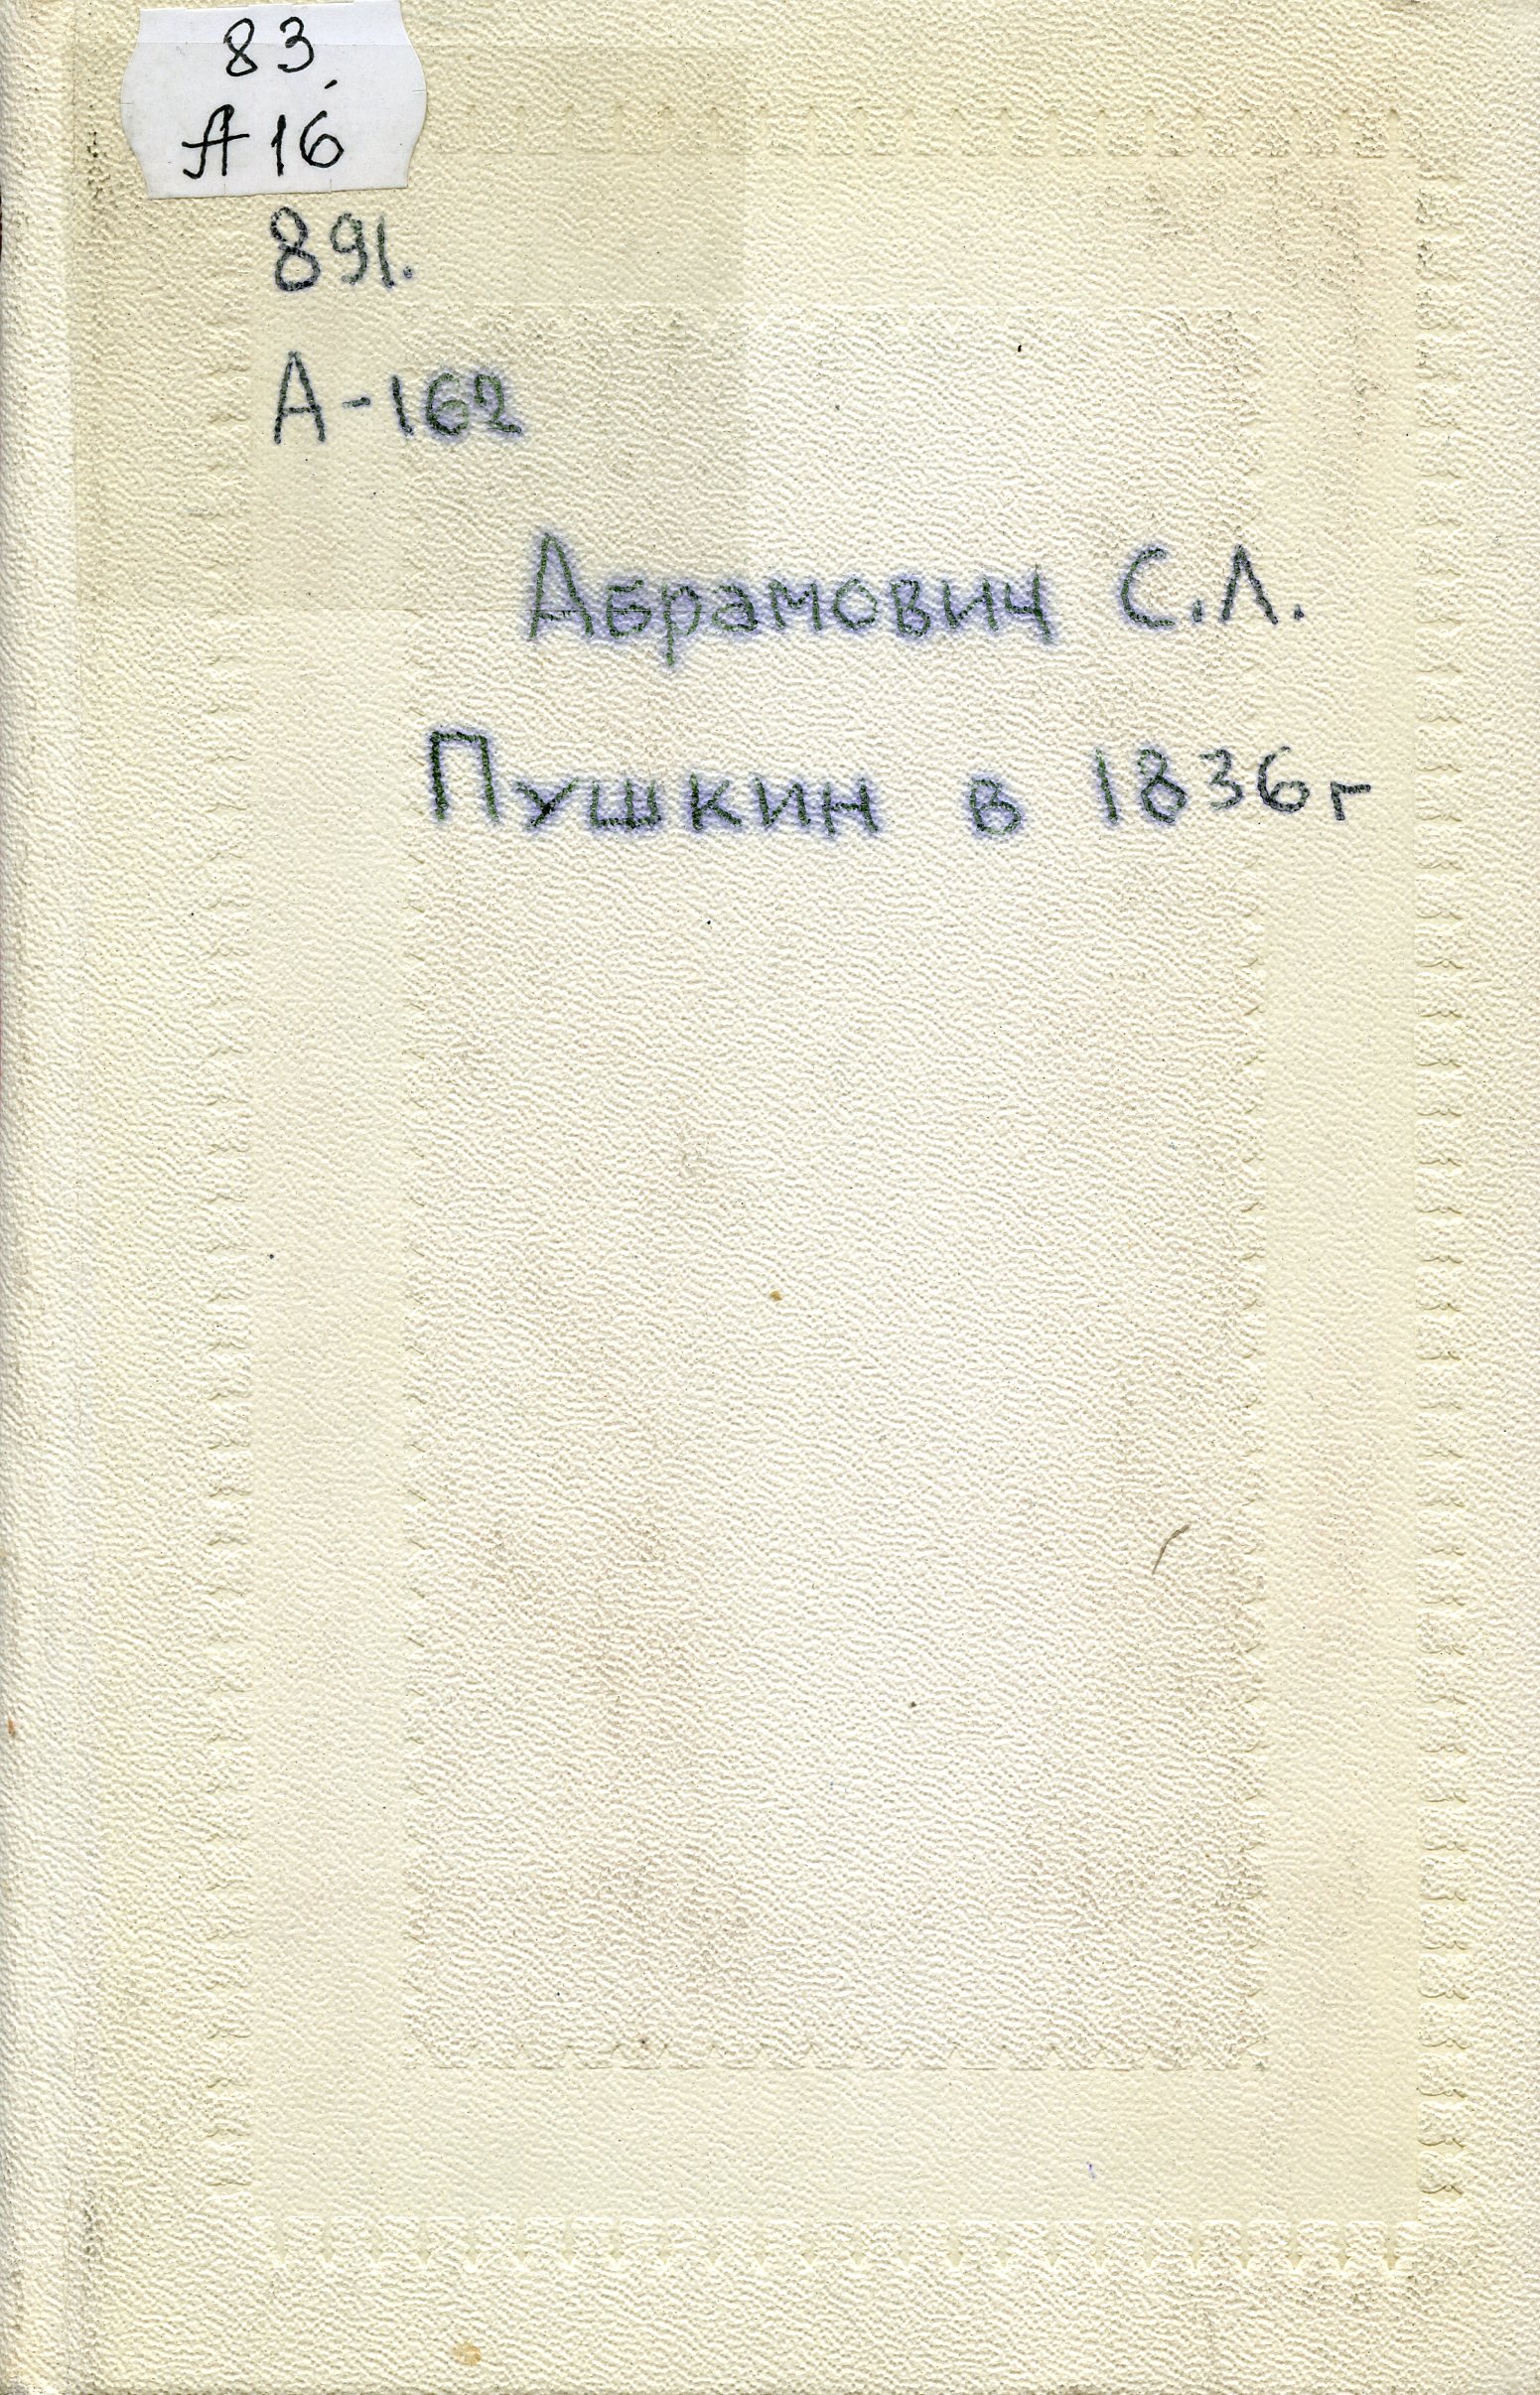 83.
А16
891.
А-162
Абрамович С.Л.
Пушкин в 1836г